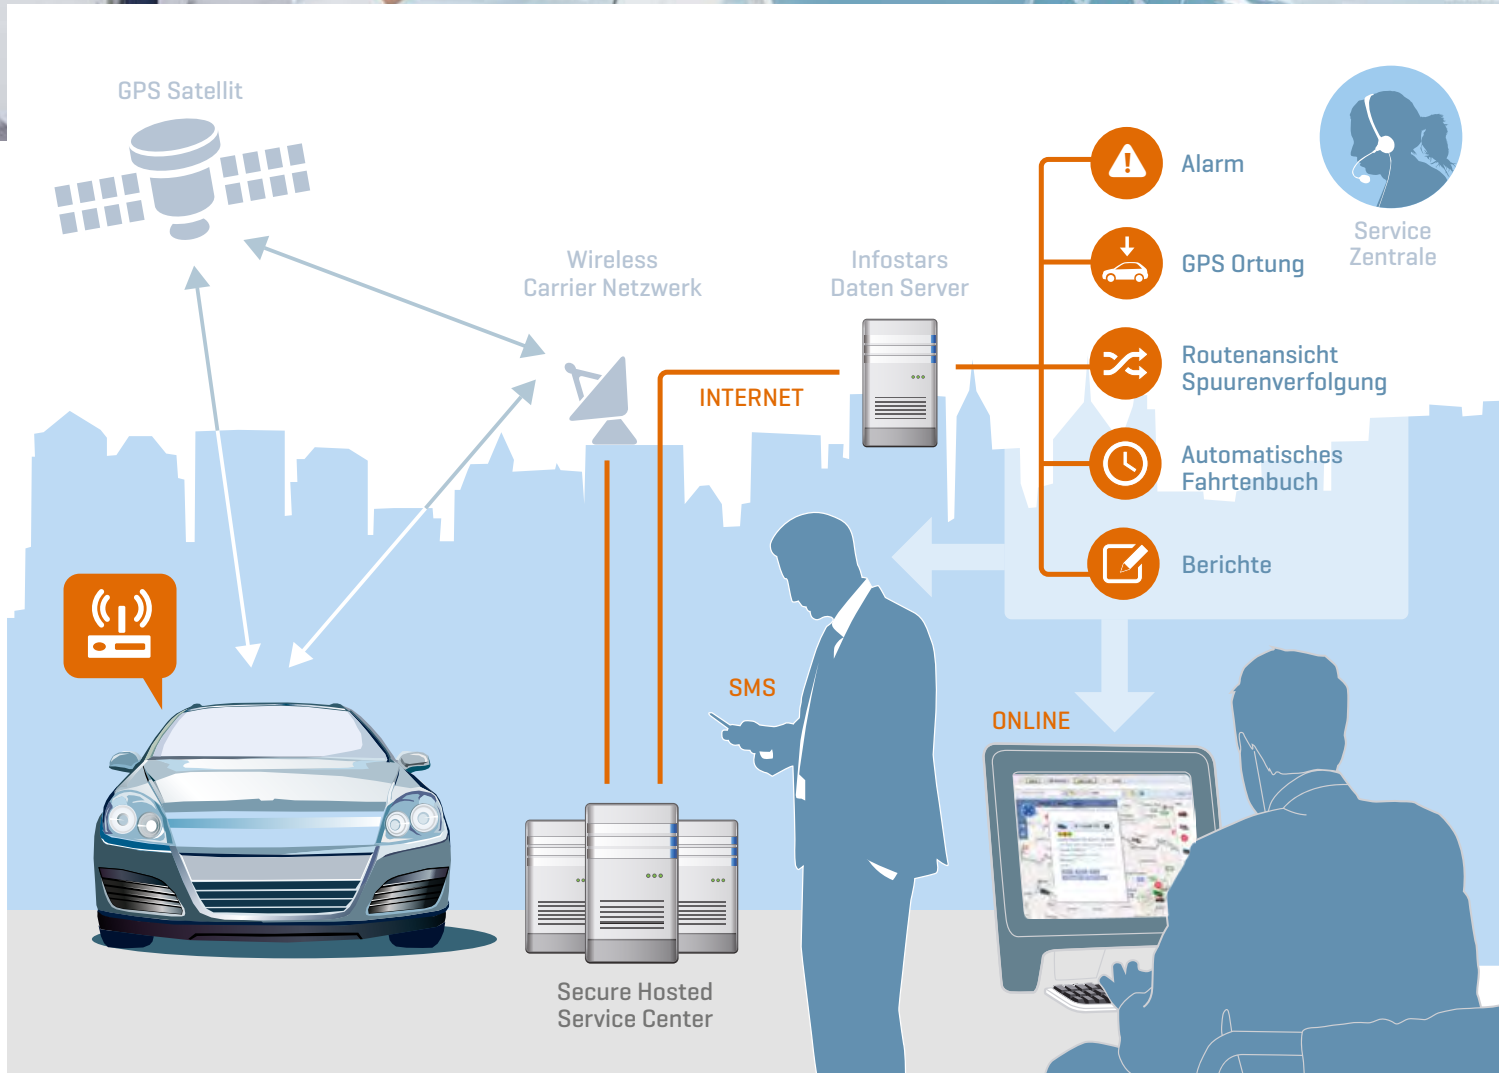 GPS Satellit
Wireless
Carrier Netzwerk
Infostars
Daten Server
Alarm
GPS Ortung
Routenansicht
Spuurenverfolgung
Automatisches
Fahrtenbuch
Berichte
Service
Zentrale
INTERNET
SMS
ONLINE
Secure Hosted
Service Center